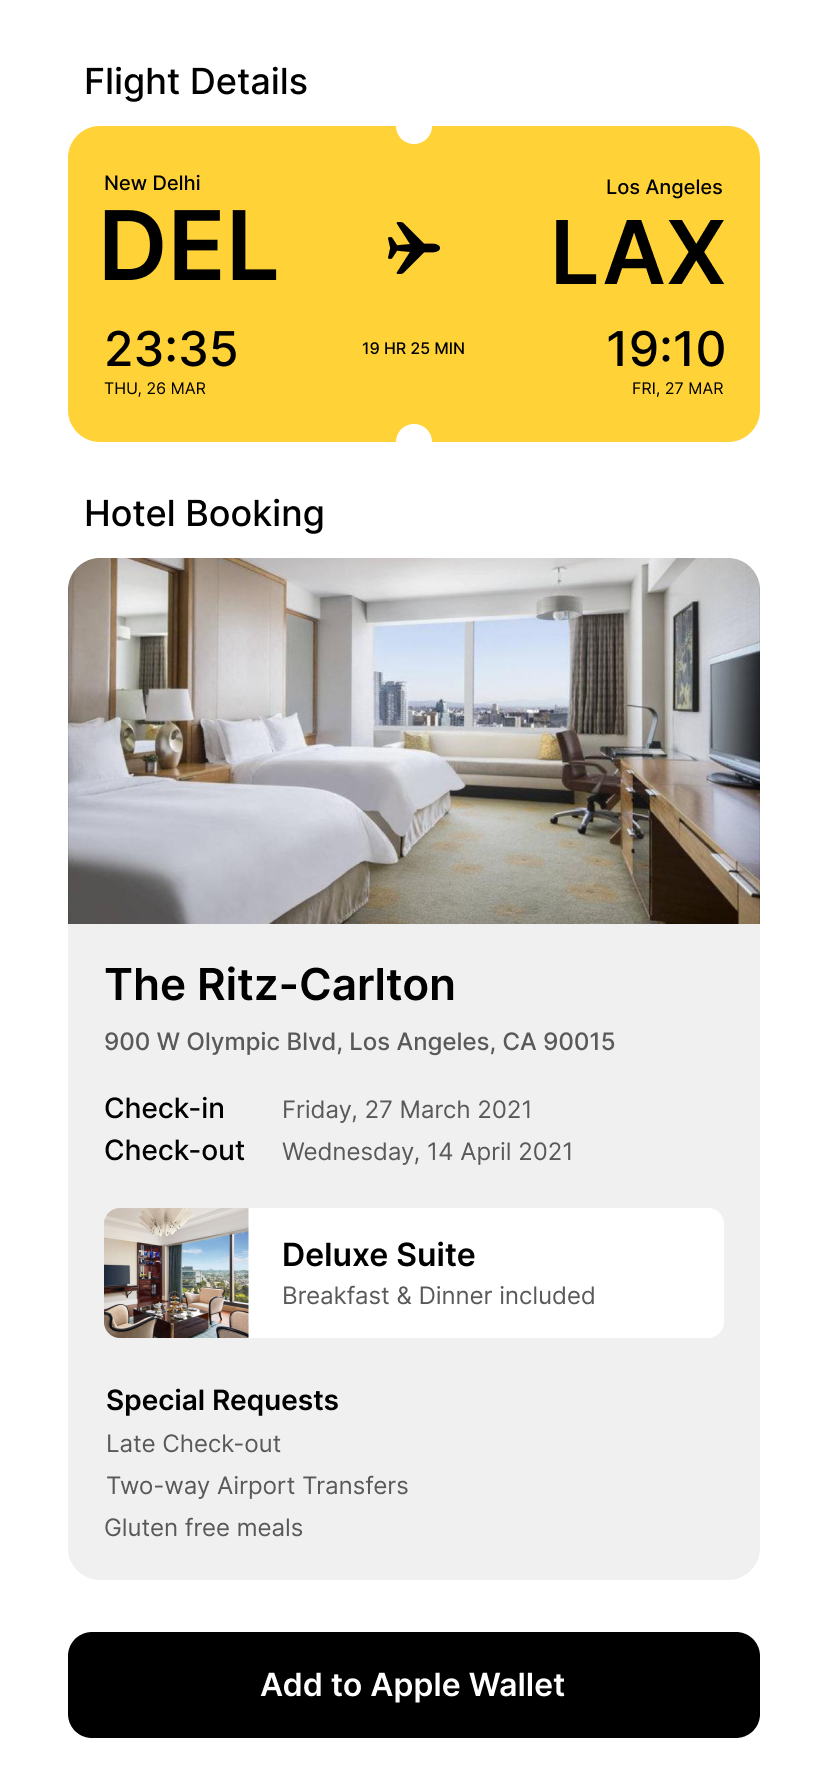 Flight Details
New Delhi
DEL
Los Angeles
LAX
23:35
THU, 26 MAR
19 HR 25 MIN
19:10
FRI, 27 MAR
Hotel Booking
The Ritz-Carlton
900 W Olympic Blvd, Los Angeles, CA 90015
Check-in Friday, 27 March 2021
Check-out Wednesday, 14 April 2021
Deluxe Suite
Breakfast & Dinner included
Special Requests
Late Check-out
Two-way Airport Transfers
Gluten free meals
Add to Apple Wallet